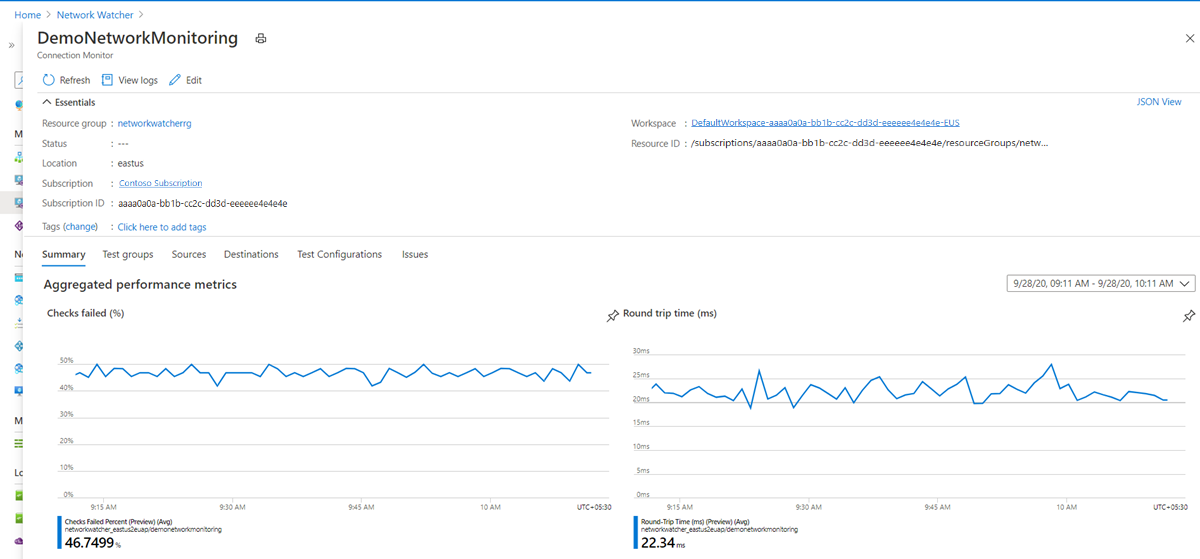 Home > Network Watcher >
DemoNetworkMonitoring
Connection Monitor
Refresh View logs Edit
Essentials
JSON View
Resource group : networkwatcherrg
Workspace : DefaultWorkspace-aaaa0a0a-bb1b-cc2c-dd3d-eeeeee4e4e4e-EUS
Status : ---
Resource ID : /subscriptions/aaaa0a0a-bb1b-cc2c-dd3d-eeeeee4e4e4e/resourceGroups/netw...
Location : eastus
Subscription : Contoso Subscription
Subscription ID : aaaa0a0a-bb1b-cc2c-dd3d-eeeeee4e4e4e
Tags (change) : Click here to add tags
Summary Test groups Sources Destinations Test Configurations Issues
Aggregated performance metrics
9/28/20, 09:11 AM - 9/28/20, 10:11 AM
Checks failed (%)
50%
40%
30%
20%
10%
0%
9:15 AM 9:30 AM 9:45 AM 10 AM UTC+05:30
Checks Failed Percent (Preview) (Avg)
networkwatcher_eastus2euap/demonetworkmonitoring
46.7499 %
Round trip time (ms)
30ms
25ms
20ms
15ms
10ms
5ms
0ms
9:15 AM 9:30 AM 9:45 AM 10 AM UTC+05:30
Round-Trip Time (ms) (Preview) (Avg)
networkwatcher_eastus2euap/demonetworkmonitoring
22.34 ms